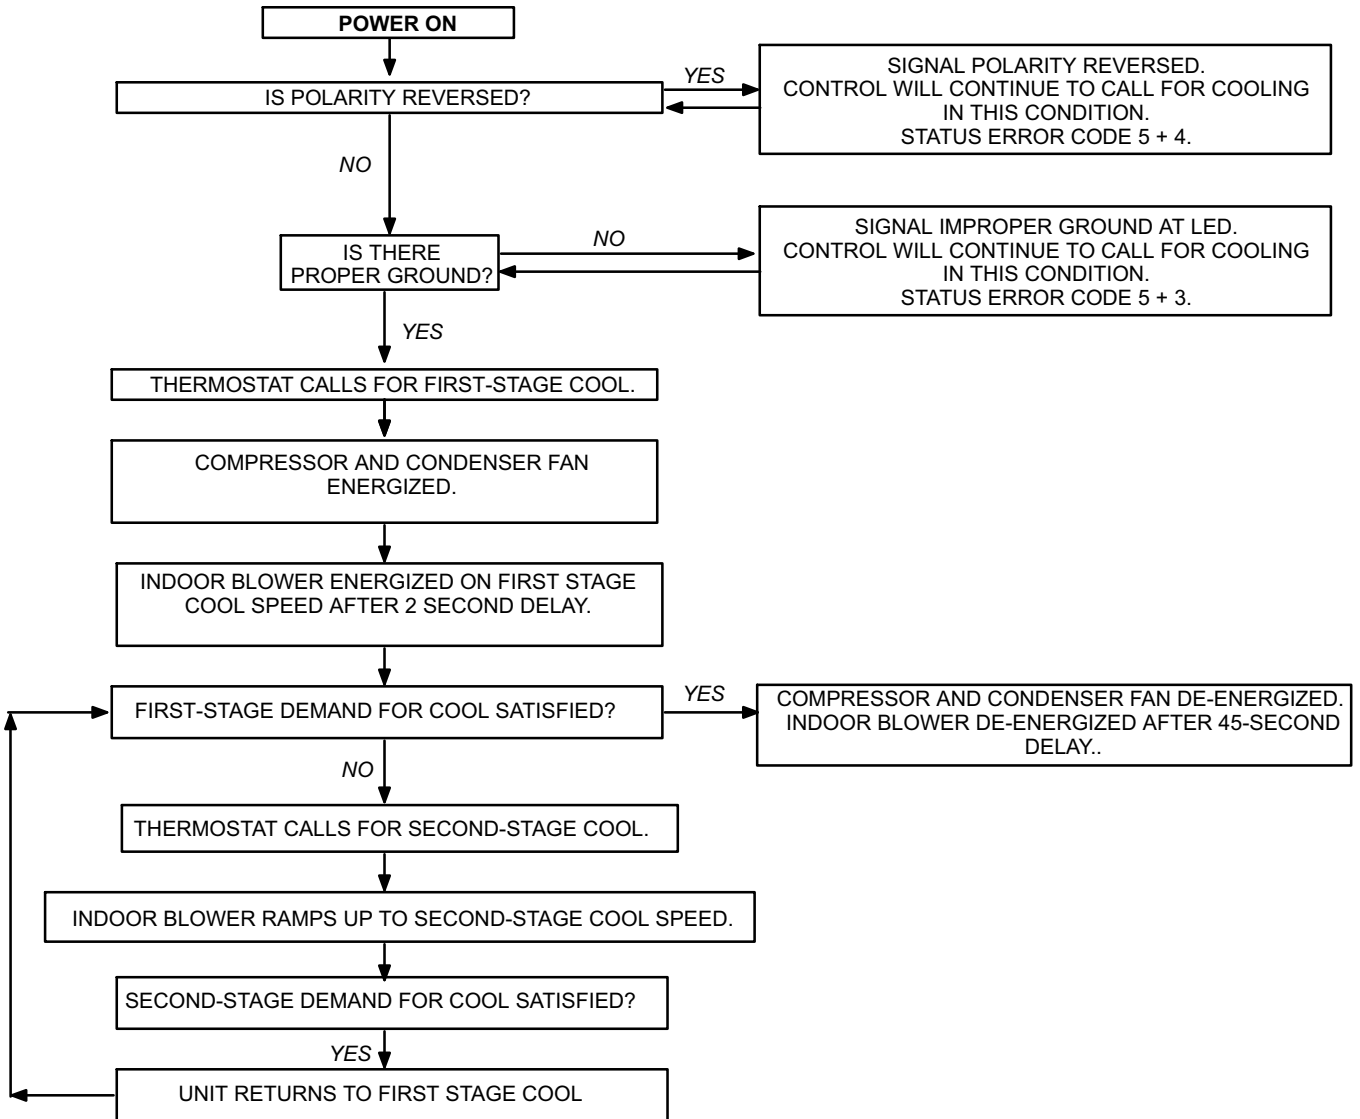 POWER ON
IS POLARITY REVERSED?
YES
SIGNAL POLARITY REVERSED.
CONTROL WILL CONTINUE TO CALL FOR COOLING
IN THIS CONDITION.
STATUS ERROR CODE 5 + 4.
NO
IS THERE
PROPER GROUND?
NO
SIGNAL IMPROPER GROUND AT LED.
CONTROL WILL CONTINUE TO CALL FOR COOLING
IN THIS CONDITION.
STATUS ERROR CODE 5 + 3.
YES
THERMOSTAT CALLS FOR FIRST-STAGE COOL.
COMPRESSOR AND CONDENSER FAN
ENERGIZED.
INDOOR BLOWER ENERGIZED ON FIRST STAGE
COOL SPEED AFTER 2 SECOND DELAY.
FIRST-STAGE DEMAND FOR COOL SATISFIED?
YES
COMPRESSOR AND CONDENSER FAN DE-ENERGIZED.
INDOOR BLOWER DE-ENERGIZED AFTER 45-SECOND
DELAY..
NO
THERMOSTAT CALLS FOR SECOND-STAGE COOL.
INDOOR BLOWER RAMPS UP TO SECOND-STAGE COOL SPEED.
SECOND-STAGE DEMAND FOR COOL SATISFIED?
YES
UNIT RETURNS TO FIRST STAGE COOL